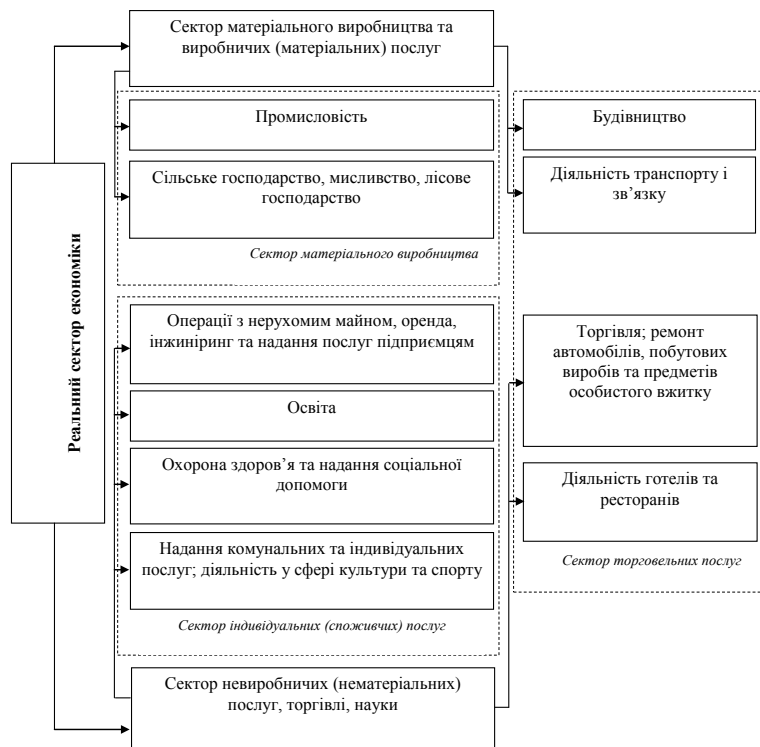 Сектор матеріального виробництва та
виробничих (матеріальних) послуг
Промисловість
Сільське господарство, мисливство, лісове
господарство
Сектор матеріального виробництва
Будівництво
Діяльність транспорту і
зв’язку
Реальний сектор економіки
Операції з нерухомим майном, оренда,
інжиніринг та надання послуг підприємцям
Освіта
Охорона здоров’я та надання соціальної
допомоги
Надання комунальних та індивідуальних
послуг; діяльність у сфері культури та спорту
Сектор індивідуальних (споживчих) послуг
Торгівля; ремонт
автомобілів, побутових
виробів та предметів
особистого вжитку
Діяльність готелів та
ресторанів
Сектор торговельних послуг
Сектор невиробничих (нематеріальних)
послуг, торгівлі, науки